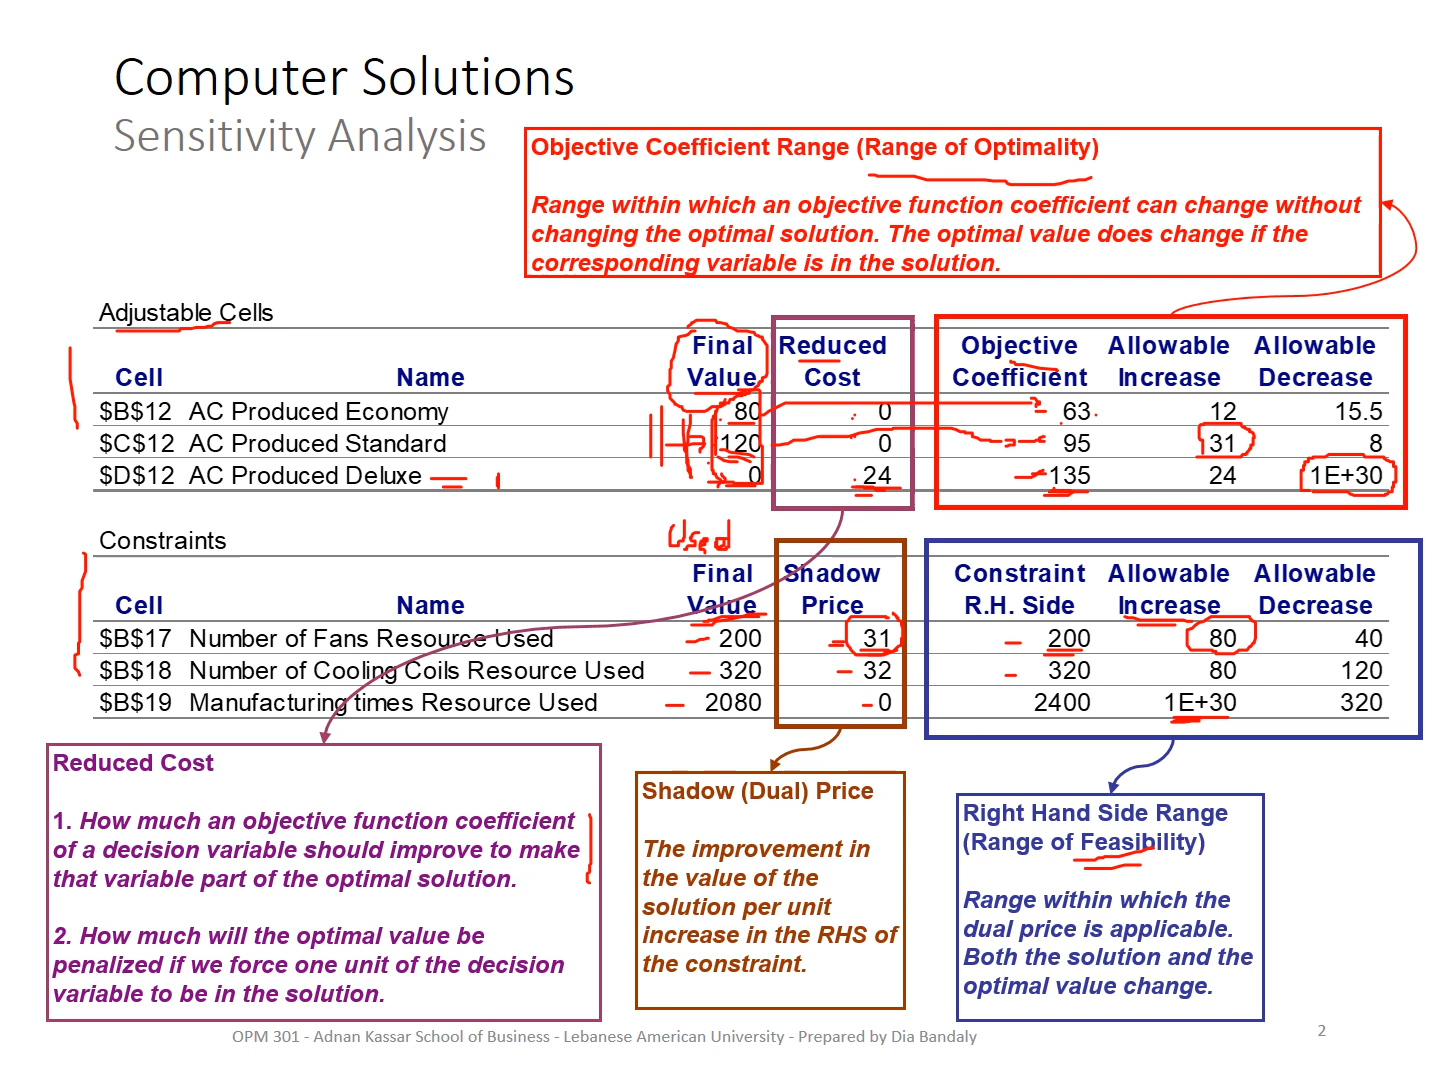 Computer Solutions
Sensitivity Analysis
Objective Coefficient Range (Range of Optimality)
Range within which an objective function coefficient can change without
changing the optimal solution. The optimal value does change if the
corresponding variable is in the solution.
Adjustable Cells
Final Reduced Objective Allowable Allowable
Cell Name Value Cost Coefficient Increase Decrease
$B$12 AC Produced Economy 80 0 63 12 15.5
$C$12 AC Produced Standard 120 0 95 31 8
$D$12 AC Produced Deluxe 0 -24 135 24 1E+30
Constraints
Used
Final Shadow Constraint Allowable Allowable
Cell Name Value Price R.H. Side Increase Decrease
$B$17 Number of Fans Resource Used 200 31 200 80 40
$B$18 Number of Cooling Coils Resource Used 320 32 320 80 120
$B$19 Manufacturing times Resource Used 2080 0 2400 1E+30 320
Reduced Cost
1. How much an objective function coefficient
of a decision variable should improve to make
that variable part of the optimal solution.
2. How much will the optimal value be
penalized if we force one unit of the decision
variable to be in the solution.
Shadow (Dual) Price
The improvement in
the value of the
solution per unit
increase in the RHS of
the constraint.
Right Hand Side Range
(Range of Feasibility)
Range within which the
dual price is applicable.
Both the solution and the
optimal value change.
OPM 301 - Adnan Kassar School of Business - Lebanese American University - Prepared by Dia Bandaly
2